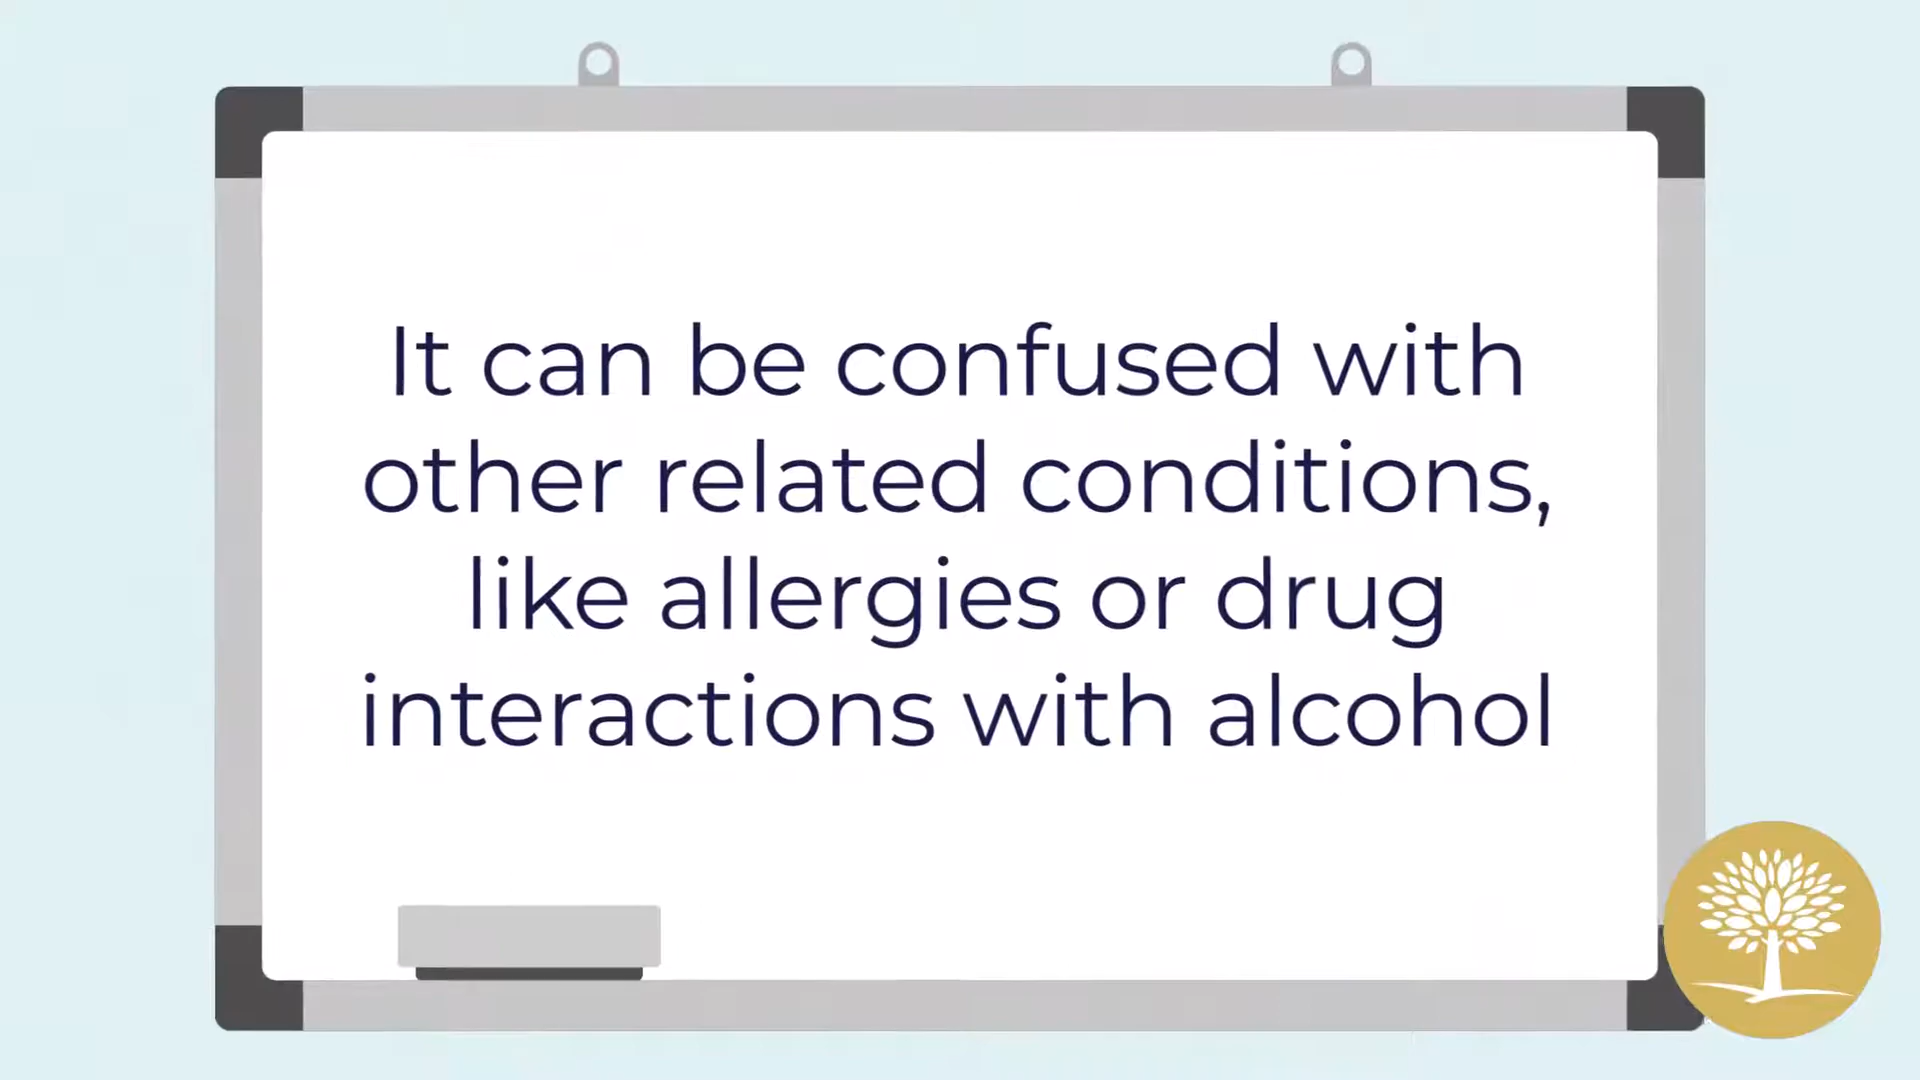 It can be confused with
other related conditions,
like allergies or drug
interactions with alcohol